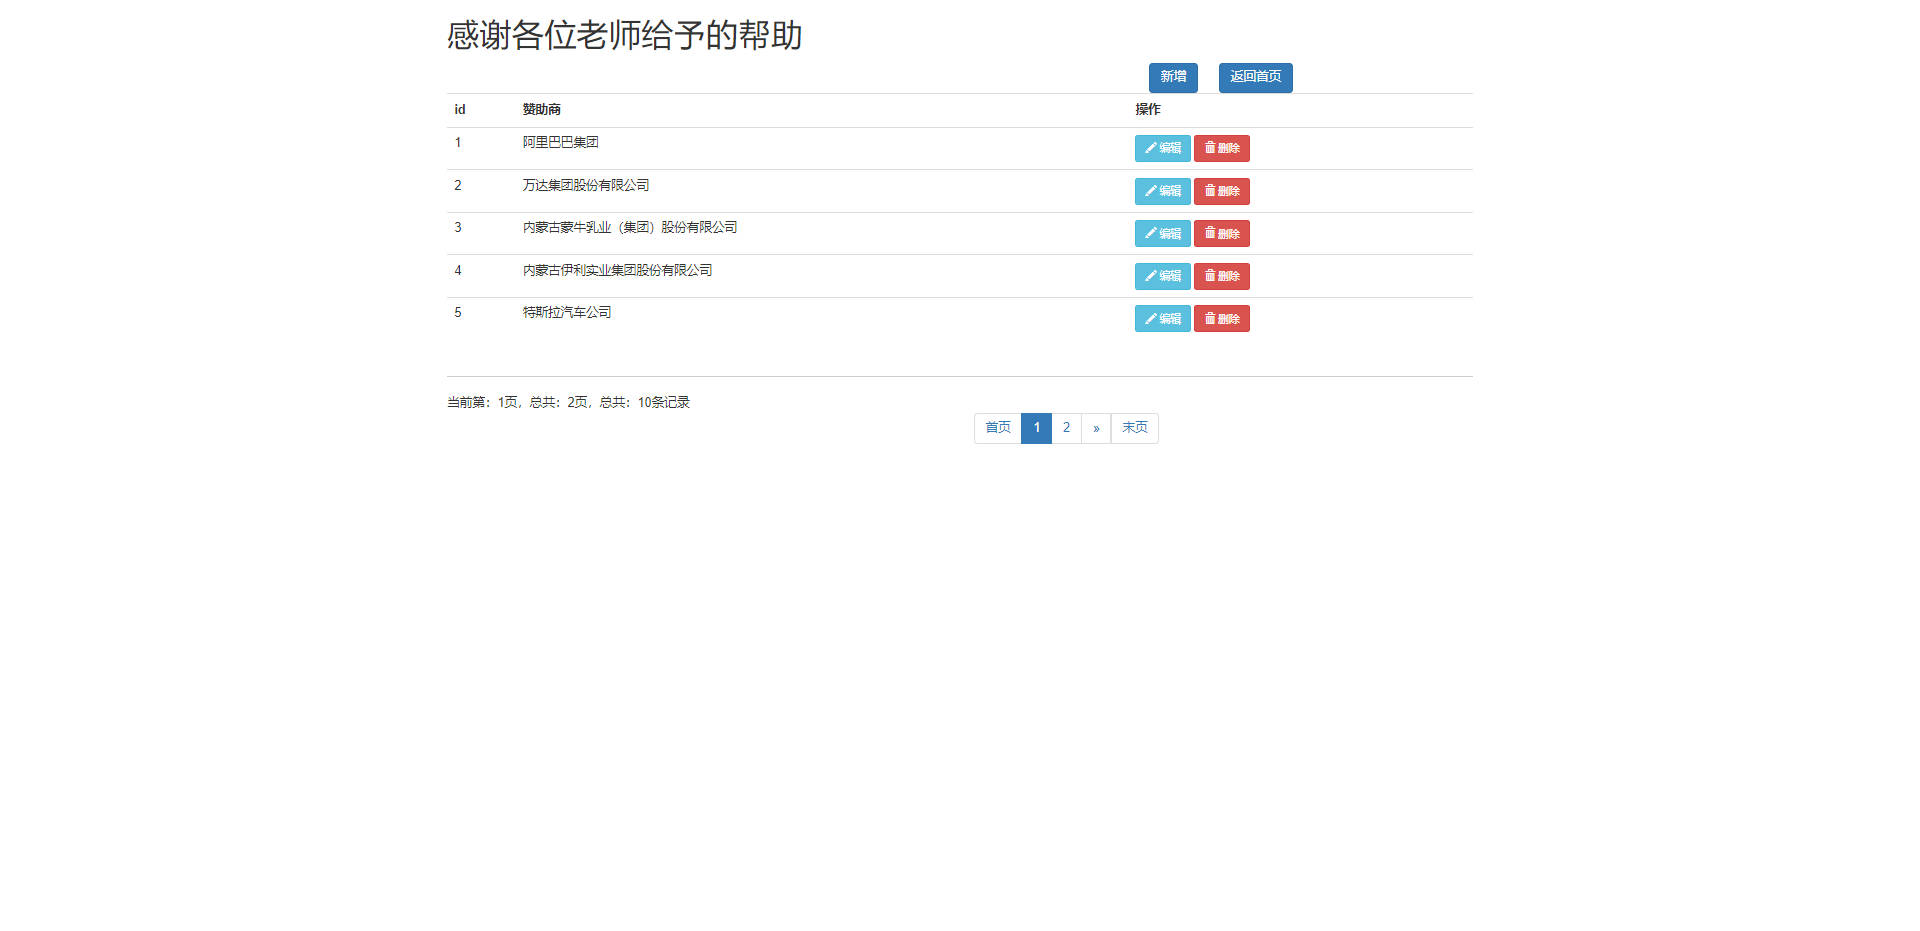 感谢各位老师给予的帮助
新增 返回首页
id 赞助商 操作
1 阿里巴巴集团 编辑 删除
2 万达集团股份有限公司 编辑 删除
3 内蒙古蒙牛乳业（集团）股份有限公司 编辑 删除
4 内蒙古伊利实业集团股份有限公司 编辑 删除
5 特斯拉汽车公司 编辑 删除
当前第：1页，总共：2页，总共：10条记录
首页 1 2 » 末页